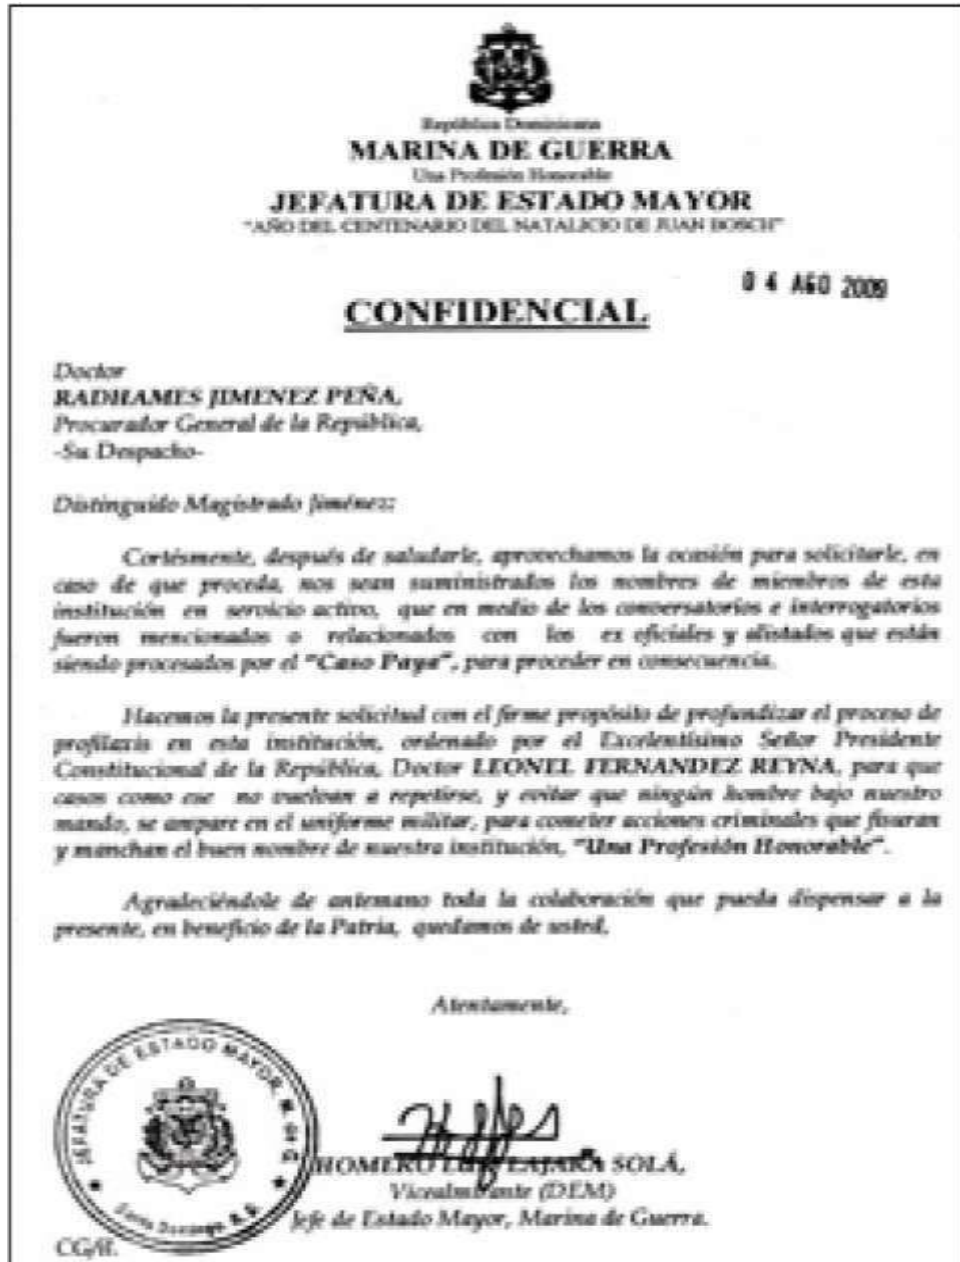 República Dominicana
MARINA DE GUERRA
Una Profesión Honorable
JEFATURA DE ESTADO MAYOR
"AÑO DEL CENTENARIO DEL NATALICIO DE JUAN BOSCH"
04 AGO 2009
CONFIDENCIAL
Doctor
RADHAMES JIMENEZ PEÑA,
Procurador General de la República,
-Su Despacho-
Distinguido Magistrado Jiménez:
Cortésmente, después de saludarle, aprovechamos la ocasión para solicitarle, en
caso de que proceda, nos sean suministrados los nombres de miembros de esta
institución en servicio activo, que en medio de los conversatorios e interrogatorios
fueron mencionados o relacionados con los ex oficiales y alistados que están
siendo procesados por el "Caso Paya", para proceder en consecuencia.
Hacemos la presente solicitud con el firme propósito de profundizar el proceso de
profilaxis en esta institución, ordenado por el Excelentísimo Señor Presidente
Constitucional de la República, Doctor LEONEL FERNANDEZ REYNA, para que
casos como ese no vuelvan a repetirse, y evitar que ningún hombre bajo nuestro
mando, se ampare en el uniforme militar, para cometer acciones criminales que fisuran
y manchan el buen nombre de nuestra institución, "Una Profesión Honorable".
Agradeciéndole de antemano toda la colaboración que pueda dispensar a la
presente, en beneficio de la Patria, quedamos de usted,
Atentamente,
JEFATURA DE ESTADO MAYOR, M. de G.
Santo Domingo, R. D.
HOMERO LUIS LAJARA SOLÁ,
Vicealmirante (DEM)
Jefe de Estado Mayor, Marina de Guerra.